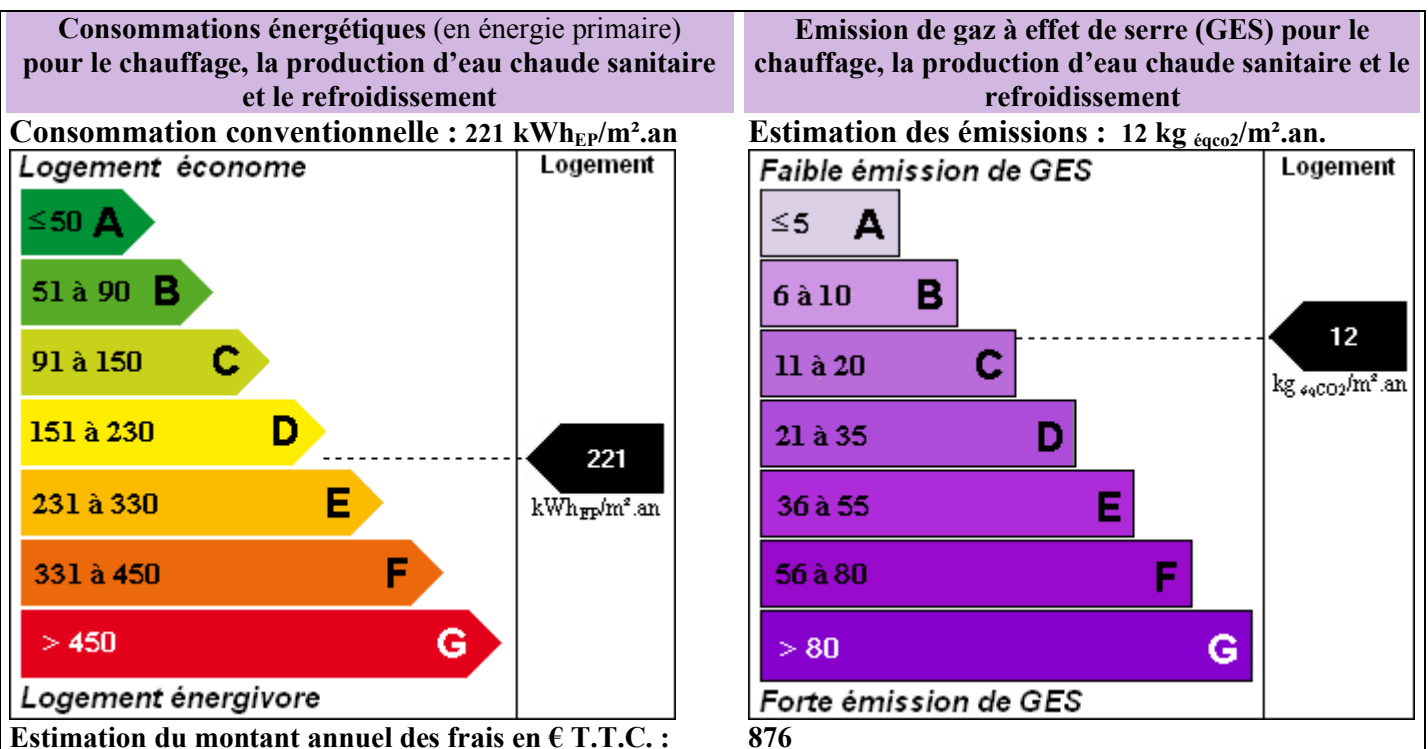 Consommations énergétiques (en énergie primaire)
pour le chauffage, la production d’eau chaude sanitaire
et le refroidissement
Consommation conventionnelle : 221 kWhEP/m².an
Logement économe
Logement
≤50 A
51 à 90 B
91 à 150 C
151 à 230 D
221
kWhEP/m².an
231 à 330 E
331 à 450 F
> 450 G
Logement énergivore
Emission de gaz à effet de serre (GES) pour le
chauffage, la production d’eau chaude sanitaire et le
refroidissement
Estimation des émissions : 12 kg éqco2/m².an.
Faible émission de GES
Logement
≤5 A
6 à 10 B
12
kg éqCO2/m².an
11 à 20 C
21 à 35 D
36 à 55 E
56 à 80 F
> 80 G
Forte émission de GES
Estimation du montant annuel des frais en € T.T.C. : 876